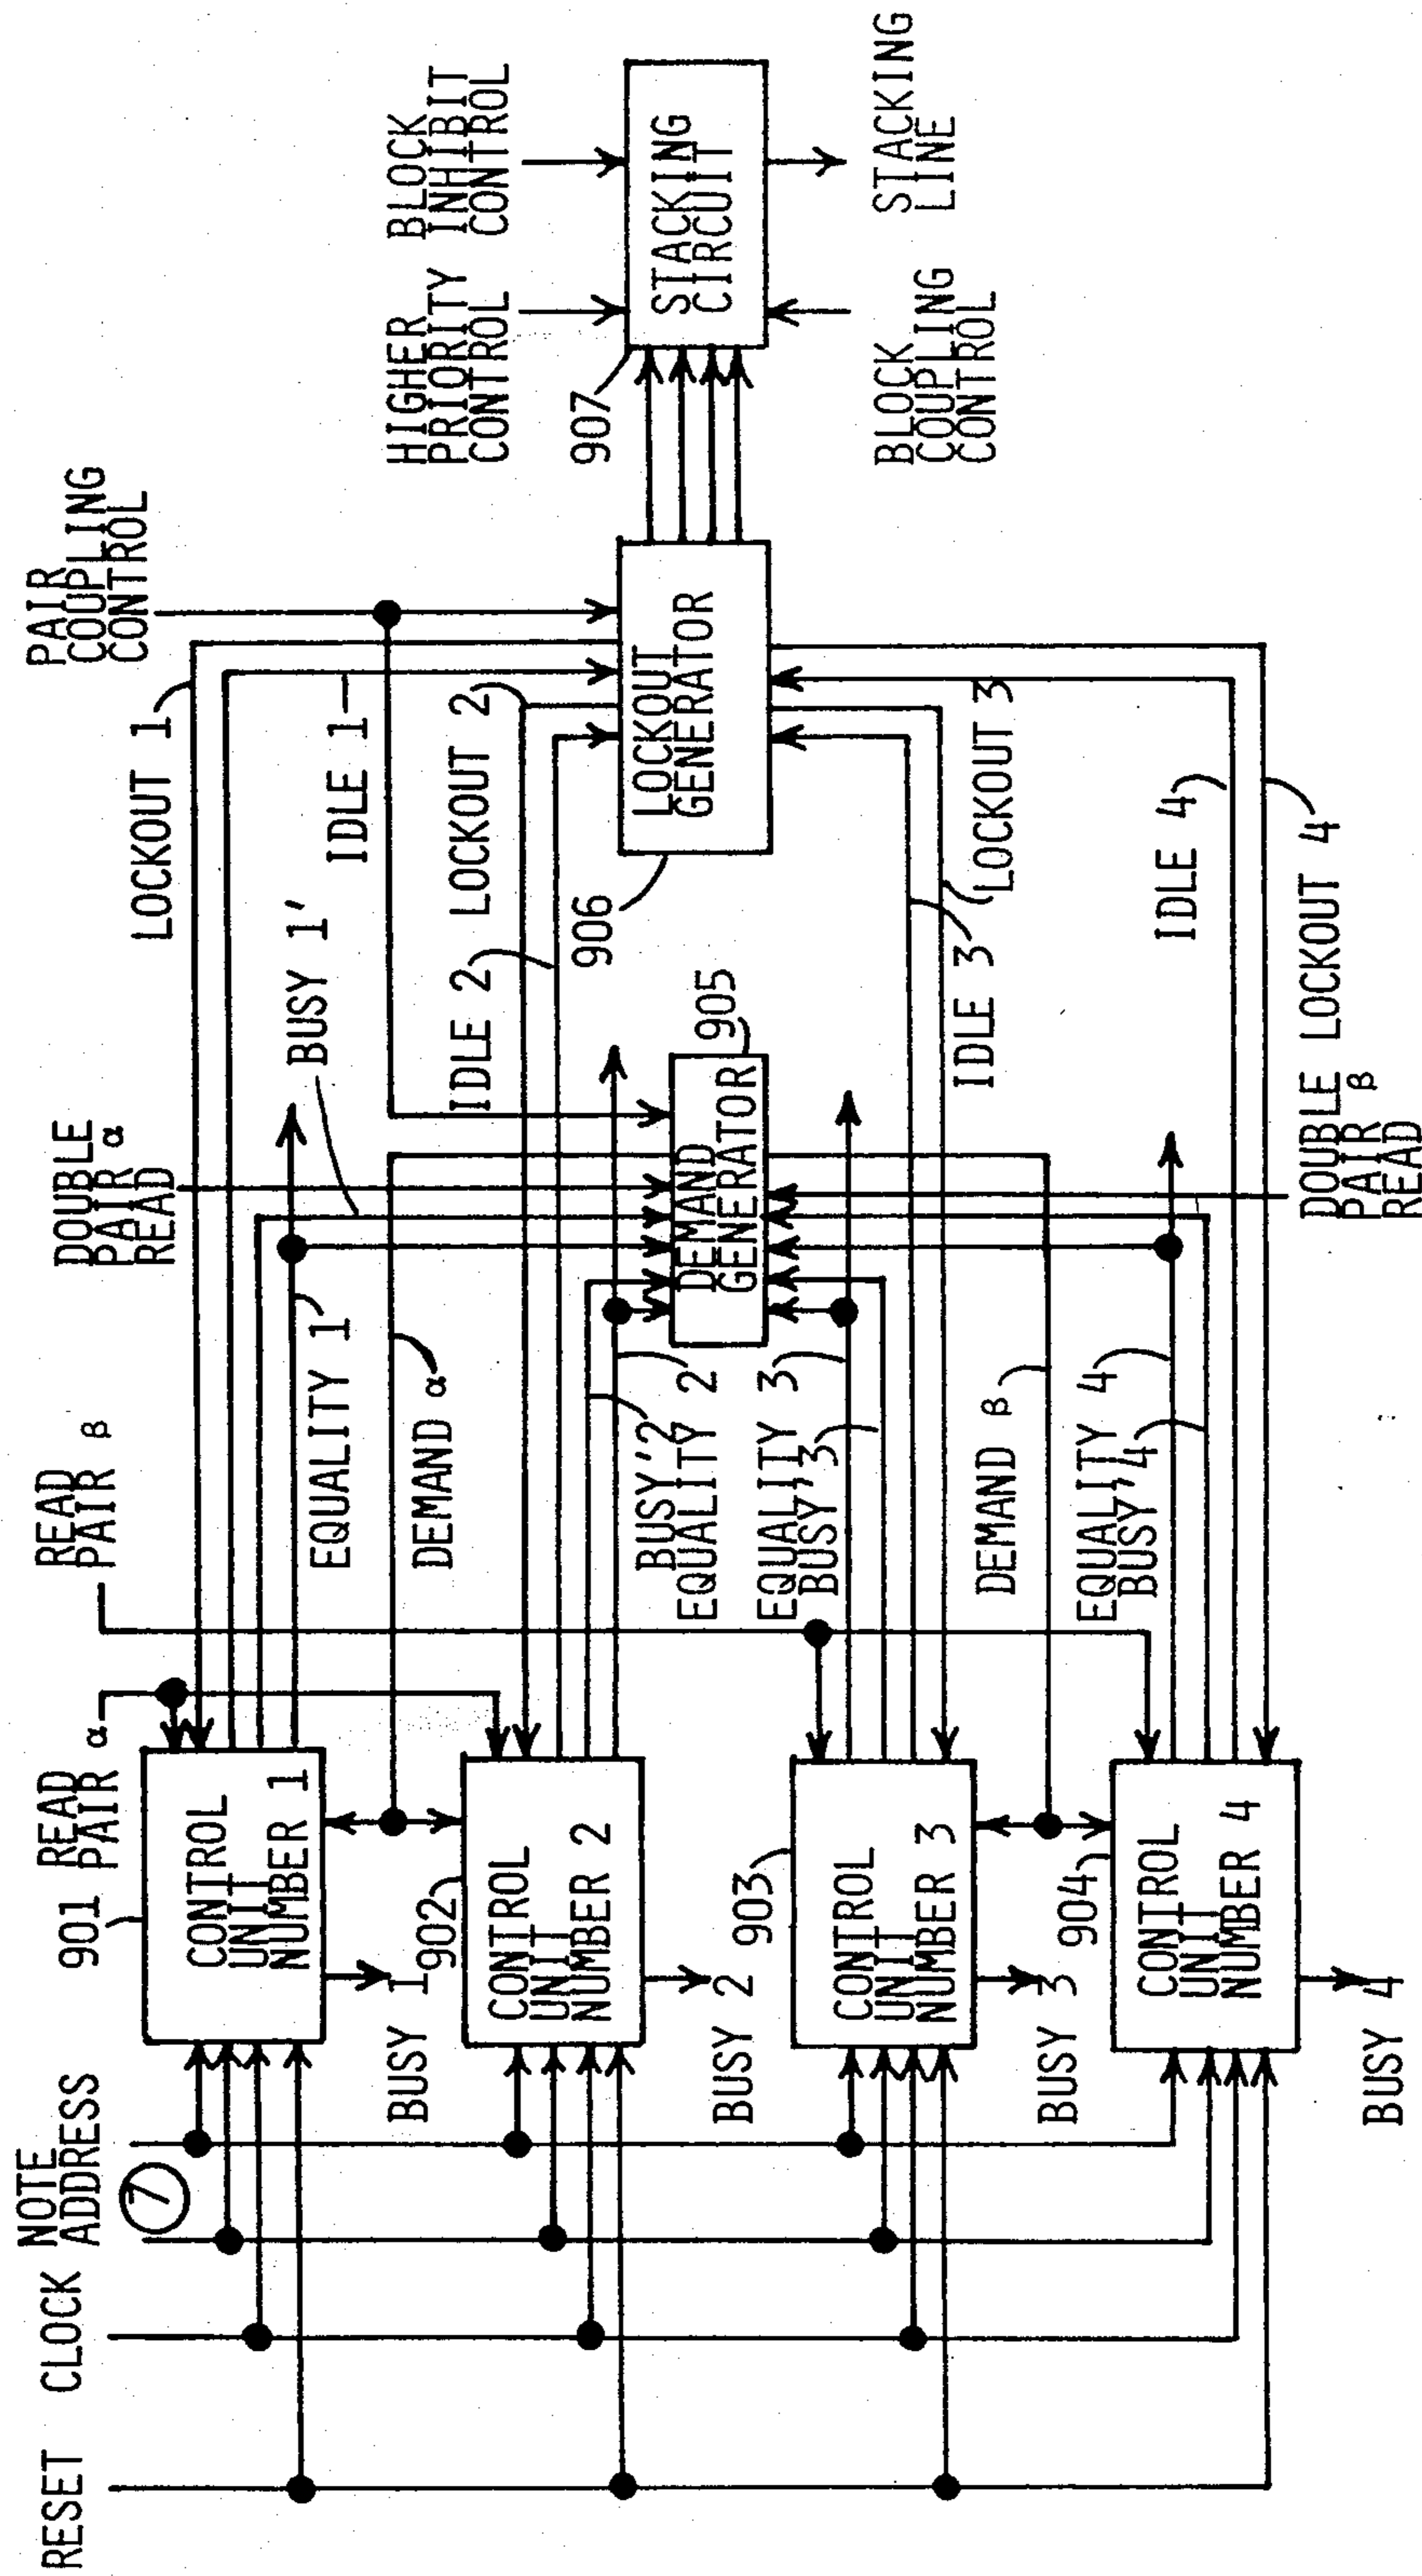 RESET
CLOCK
NOTE
ADDRESS
7
901
READ
PAIR α
READ
PAIR β
DOUBLE
PAIR α
READ
LOCKOUT 1
PAIR
COUPLING
CONTROL
CONTROL
UNIT
NUMBER 1
EQUALITY 1
BUSY 1'
IDLE 1
HIGHER
PRIORITY
CONTROL
BLOCK
INHIBIT
CONTROL
BUSY 1
902
DEMAND α
IDLE 2
LOCKOUT 2
CONTROL
UNIT
NUMBER 2
906
907
LOCKOUT
GENERATOR
STACKING
CIRCUIT
BUSY'2
EQUALITY 2
905
DEMAND
GENERATOR
BUSY 2
903
EQUALITY 3
BUSY'3
BLOCK
COUPLING
CONTROL
STACKING
LINE
CONTROL
UNIT
NUMBER 3
IDLE 3
LOCKOUT 3
BUSY 3
904
DEMAND β
EQUALITY 4
BUSY'4
IDLE 4
CONTROL
UNIT
NUMBER 4
DOUBLE
PAIR β
READ
LOCKOUT 4
BUSY 4